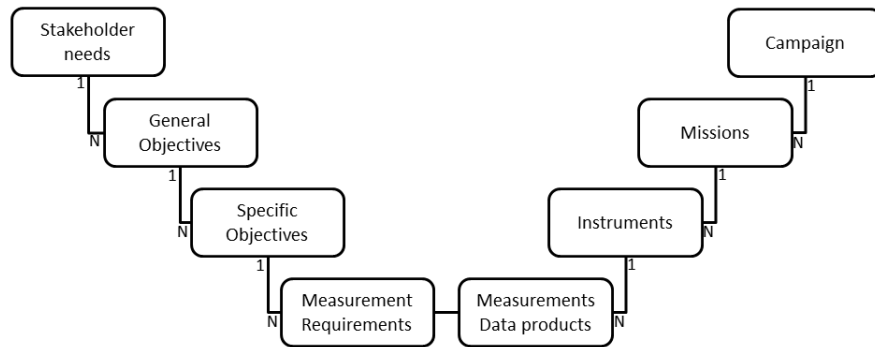 Stakeholder
needs
Campaign
1
1
General
Objectives
Missions
N
N
1
1
Specific
Objectives
Instruments
N
N
1
1
Measurement
Requirements
Measurements
Data products
N
N